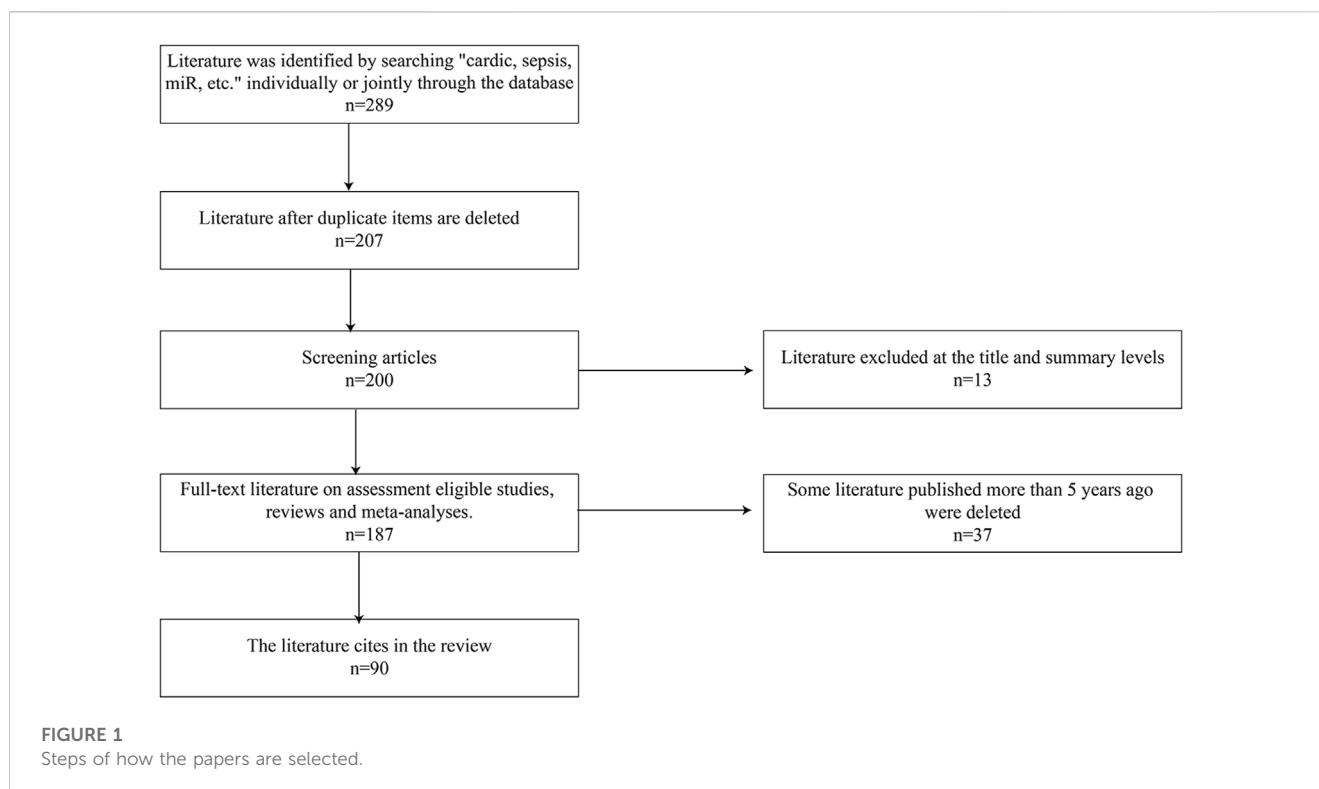 Literature was identified by searching "cardic, sepsis,
miR, etc." individually or jointly through the database
n=289
Literature after duplicate items are deleted
n=207
Screening articles
n=200
Literature excluded at the title and summary levels
n=13
Full-text literature on assessment eligible studies,
reviews and meta-analyses.
n=187
Some literature published more than 5 years ago
were deleted
n=37
The literature cites in the review
n=90
FIGURE 1
Steps of how the papers are selected.